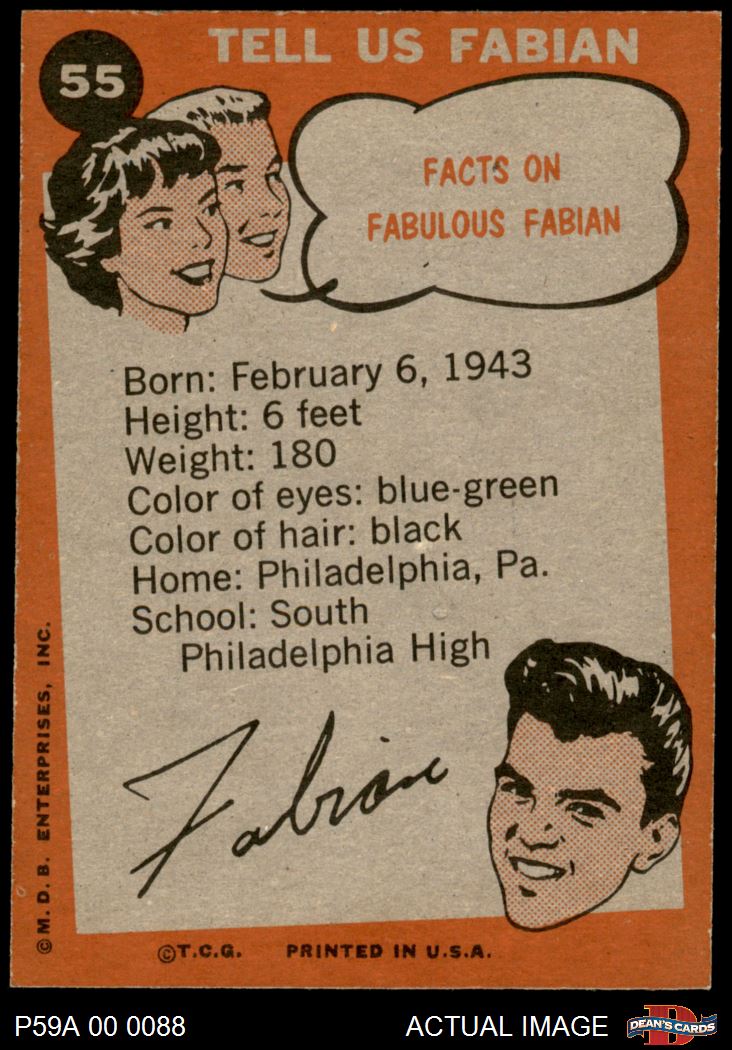 55
TELL US FABIAN
FACTS ON
FABULOUS FABIAN
Born: February 6, 1943
Height: 6 feet
Weight: 180
Color of eyes: blue-green
Color of hair: black
Home: Philadelphia, Pa.
School: South
Philadelphia High
Fabian
©M. D. B. ENTERPRISES, INC.
©T.C.G. PRINTED IN U.S.A.
P59A 00 0088 ACTUAL IMAGE
D
DEAN'S CARDS